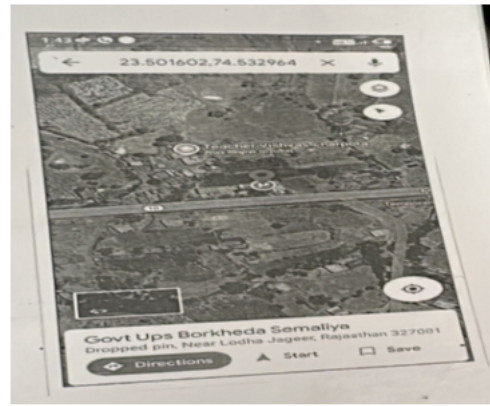 1:43
23.501602,74.532964
Govt Ups Borkheda Semaliya
Dropped pin, Near Lodha Jageer, Rajasthan 327001
Directions
Start
Save